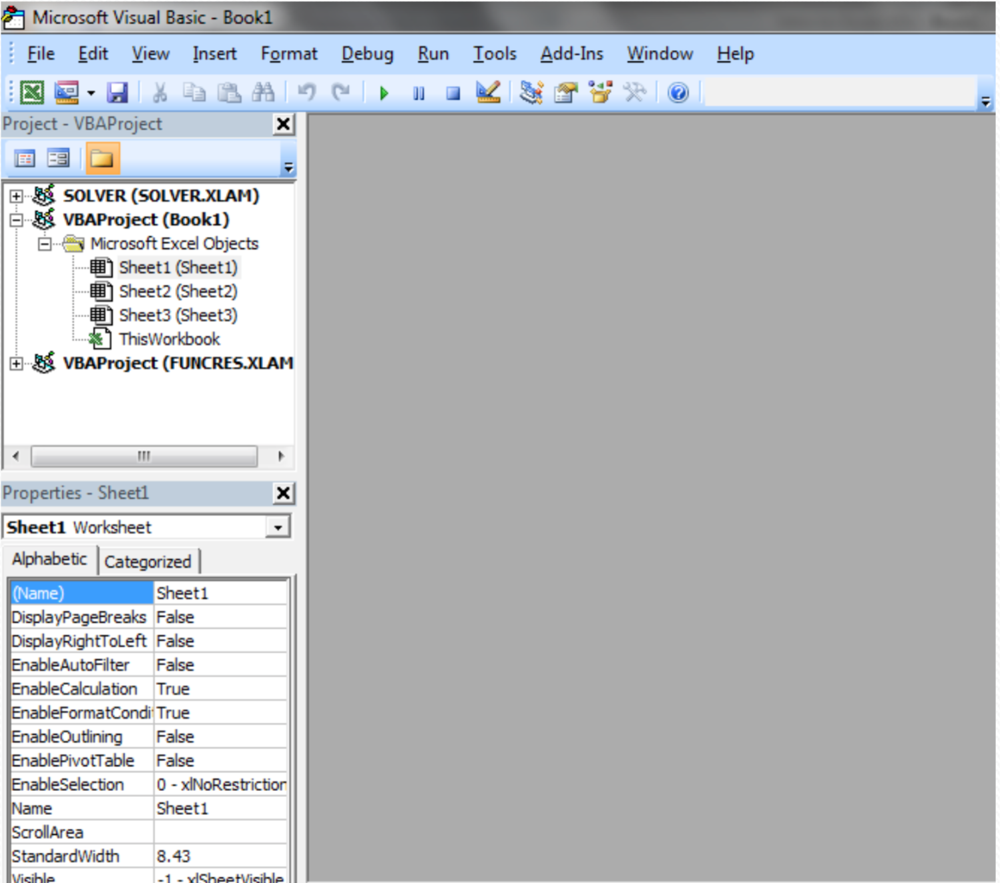 Microsoft Visual Basic - Book1
File Edit View Insert Format Debug Run Tools Add-Ins Window Help
Project - VBAProject
SOLVER (SOLVER.XLAM)
VBAProject (Book1)
Microsoft Excel Objects
Sheet1 (Sheet1)
Sheet2 (Sheet2)
Sheet3 (Sheet3)
ThisWorkbook
VBAProject (FUNCRES.XLAM
Properties - Sheet1
Sheet1 Worksheet
Alphabetic Categorized
(Name) Sheet1
DisplayPageBreaks False
DisplayRightToLeft False
EnableAutoFilter False
EnableCalculation True
EnableFormatCondi True
EnableOutlining False
EnablePivotTable False
EnableSelection 0 - xlNoRestriction
Name Sheet1
ScrollArea
StandardWidth 8.43
Visible -1 - xlSheetVisible